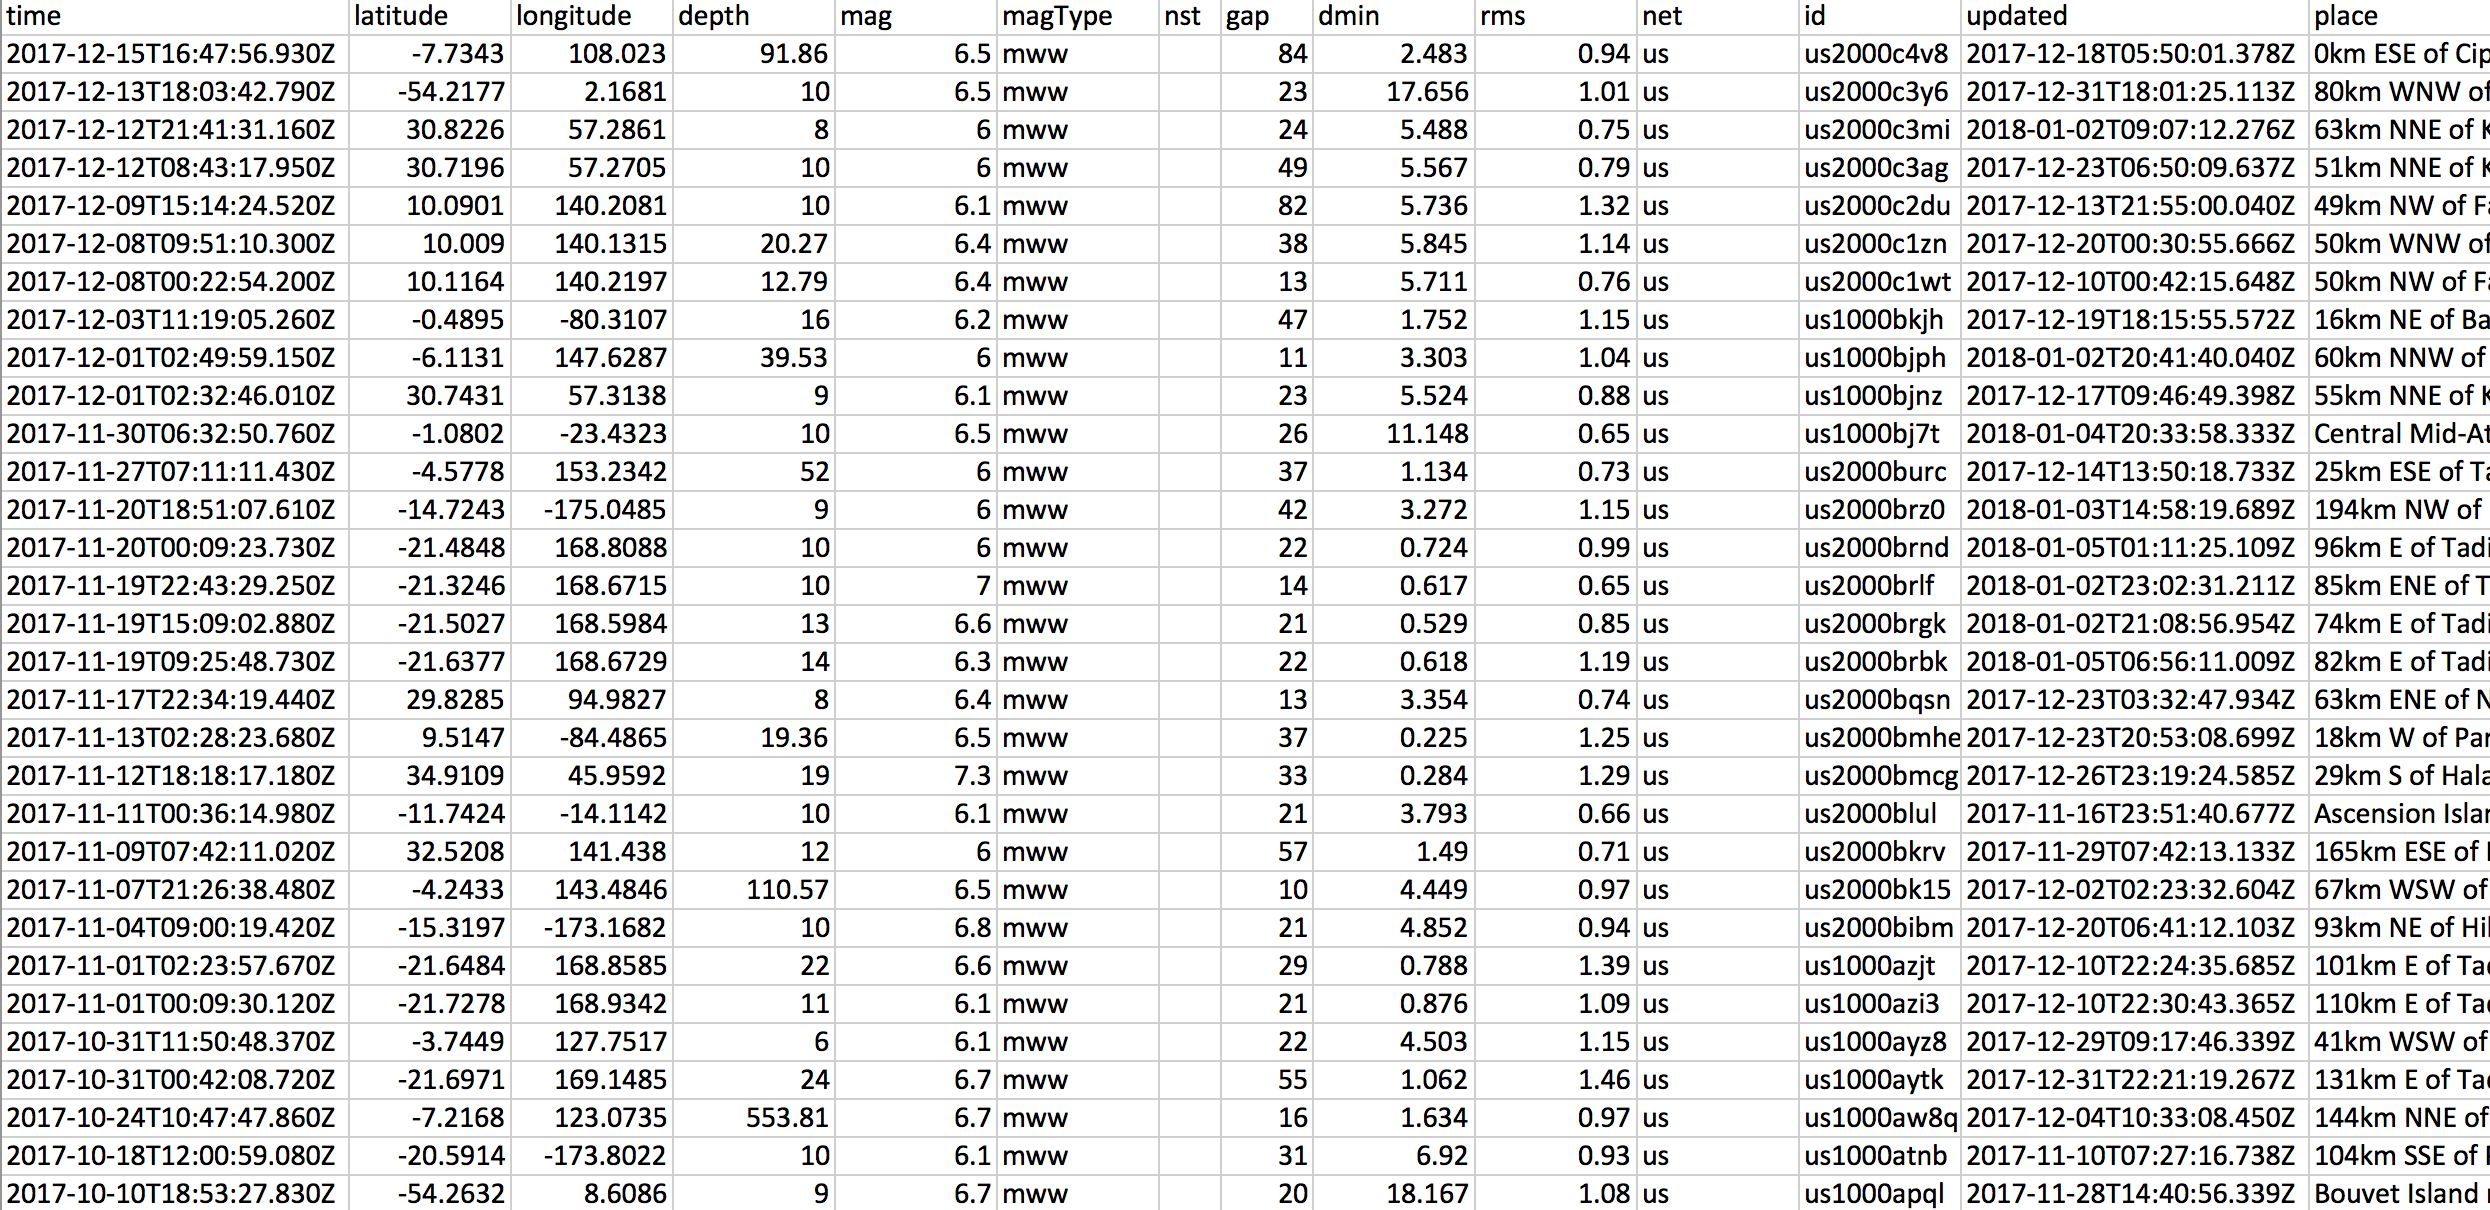 time latitude longitude depth mag magType nst gap dmin rms net id updated place
2017-12-15T16:47:56.930Z -7.7343 108.023 91.86 6.5 mww 84 2.483 0.94 us us2000c4v8 2017-12-18T05:50:01.378Z 0km ESE of Cip
2017-12-13T18:03:42.790Z -54.2177 2.1681 10 6.5 mww 23 17.656 1.01 us us2000c3y6 2017-12-31T18:01:25.113Z 80km WNW of
2017-12-12T21:41:31.160Z 30.8226 57.2861 8 6 mww 24 5.488 0.75 us us2000c3mi 2018-01-02T09:07:12.276Z 63km NNE of K
2017-12-12T08:43:17.950Z 30.7196 57.2705 10 6 mww 49 5.567 0.79 us us2000c3ag 2017-12-23T06:50:09.637Z 51km NNE of K
2017-12-09T15:14:24.520Z 10.0901 140.2081 10 6.1 mww 82 5.736 1.32 us us2000c2du 2017-12-13T21:55:00.040Z 49km NW of Fa
2017-12-08T09:51:10.300Z 10.009 140.1315 20.27 6.4 mww 38 5.845 1.14 us us2000c1zn 2017-12-20T00:30:55.666Z 50km WNW of
2017-12-08T00:22:54.200Z 10.1164 140.2197 12.79 6.4 mww 13 5.711 0.76 us us2000c1wt 2017-12-10T00:42:15.648Z 50km NW of Fa
2017-12-03T11:19:05.260Z -0.4895 -80.3107 16 6.2 mww 47 1.752 1.15 us us1000bkjh 2017-12-19T18:15:55.572Z 16km NE of Ba
2017-12-01T02:49:59.150Z -6.1131 147.6287 39.53 6 mww 11 3.303 1.04 us us1000bjph 2018-01-02T20:41:40.040Z 60km NNW of
2017-12-01T02:32:46.010Z 30.7431 57.3138 9 6.1 mww 23 5.524 0.88 us us1000bjnz 2017-12-17T09:46:49.398Z 55km NNE of K
2017-11-30T06:32:50.760Z -1.0802 -23.4323 10 6.5 mww 26 11.148 0.65 us us1000bj7t 2018-01-04T20:33:58.333Z Central Mid-At
2017-11-27T07:11:11.430Z -4.5778 153.2342 52 6 mww 37 1.134 0.73 us us2000burc 2017-12-14T13:50:18.733Z 25km ESE of Ta
2017-11-20T18:51:07.610Z -14.7243 -175.0485 9 6 mww 42 3.272 1.15 us us2000brz0 2018-01-03T14:58:19.689Z 194km NW of
2017-11-20T00:09:23.730Z -21.4848 168.8088 10 6 mww 22 0.724 0.99 us us2000brnd 2018-01-05T01:11:25.109Z 96km E of Tadi
2017-11-19T22:43:29.250Z -21.3246 168.6715 10 7 mww 14 0.617 0.65 us us2000brlf 2018-01-02T23:02:31.211Z 85km ENE of T
2017-11-19T15:09:02.880Z -21.5027 168.5984 13 6.6 mww 21 0.529 0.85 us us2000brgk 2018-01-02T21:08:56.954Z 74km E of Tadi
2017-11-19T09:25:48.730Z -21.6377 168.6729 14 6.3 mww 22 0.618 1.19 us us2000brbk 2018-01-05T06:56:11.009Z 82km E of Tadi
2017-11-17T22:34:19.440Z 29.8285 94.9827 8 6.4 mww 13 3.354 0.74 us us2000bqsn 2017-12-23T03:32:47.934Z 63km ENE of N
2017-11-13T02:28:23.680Z 9.5147 -84.4865 19.36 6.5 mww 37 0.225 1.25 us us2000bmhe 2017-12-23T20:53:08.699Z 18km W of Par
2017-11-12T18:18:17.180Z 34.9109 45.9592 19 7.3 mww 33 0.284 1.29 us us2000bmcg 2017-12-26T23:19:24.585Z 29km S of Hala
2017-11-11T00:36:14.980Z -11.7424 -14.1142 10 6.1 mww 21 3.793 0.66 us us2000blul 2017-11-16T23:51:40.677Z Ascension Islan
2017-11-09T07:42:11.020Z 32.5208 141.438 12 6 mww 57 1.49 0.71 us us2000bkrv 2017-11-29T07:42:13.133Z 165km ESE of
2017-11-07T21:26:38.480Z -4.2433 143.4846 110.57 6.5 mww 10 4.449 0.97 us us2000bk15 2017-12-02T02:23:32.604Z 67km WSW of
2017-11-04T09:00:19.420Z -15.3197 -173.1682 10 6.8 mww 21 4.852 0.94 us us2000bibm 2017-12-20T06:41:12.103Z 93km NE of Hil
2017-11-01T02:23:57.670Z -21.6484 168.8585 22 6.6 mww 29 0.788 1.39 us us1000azjt 2017-12-10T22:24:35.685Z 101km E of Tad
2017-11-01T00:09:30.120Z -21.7278 168.9342 11 6.1 mww 21 0.876 1.09 us us1000azi3 2017-12-10T22:30:43.365Z 110km E of Tad
2017-10-31T11:50:48.370Z -3.7449 127.7517 6 6.1 mww 22 4.503 1.15 us us1000ayz8 2017-12-29T09:17:46.339Z 41km WSW of
2017-10-31T00:42:08.720Z -21.6971 169.1485 24 6.7 mww 55 1.062 1.46 us us1000aytk 2017-12-31T22:21:19.267Z 131km E of Tad
2017-10-24T10:47:47.860Z -7.2168 123.0735 553.81 6.7 mww 16 1.634 0.97 us us1000aw8q 2017-12-04T10:33:08.450Z 144km NNE of
2017-10-18T12:00:59.080Z -20.5914 -173.8022 10 6.1 mww 31 6.92 0.93 us us1000atnb 2017-11-10T07:27:16.738Z 104km SSE of
2017-10-10T18:53:27.830Z -54.2632 8.6086 9 6.7 mww 20 18.167 1.08 us us1000apql 2017-11-28T14:40:56.339Z Bouvet Island